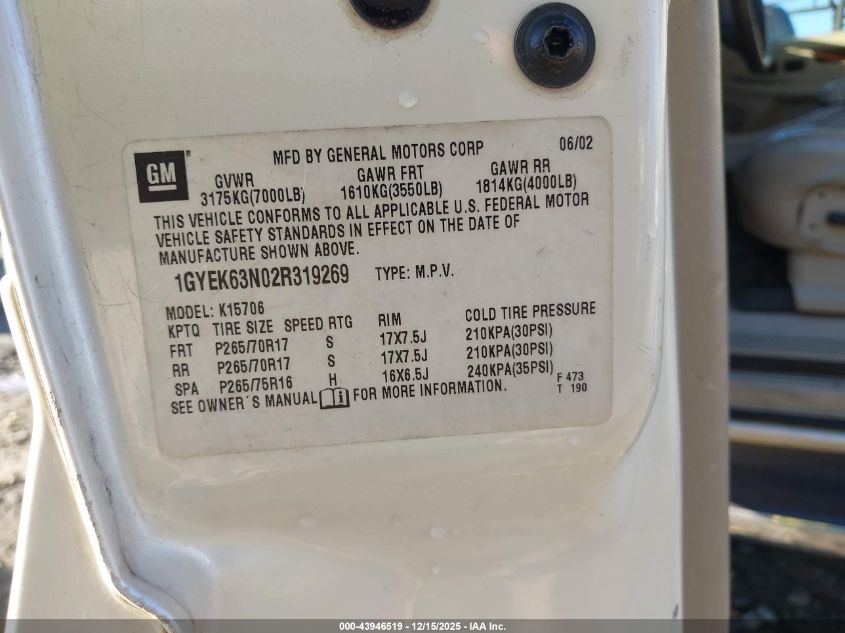 GM®
MFD BY GENERAL MOTORS CORP 06/02
GVWR GAWR FRT GAWR RR
3175KG(7000LB) 1610KG(3550LB) 1814KG(4000LB)
THIS VEHICLE CONFORMS TO ALL APPLICABLE U.S. FEDERAL MOTOR
VEHICLE SAFETY STANDARDS IN EFFECT ON THE DATE OF
MANUFACTURE SHOWN ABOVE.
1GYEK63N02R319269 TYPE: M.P.V.
MODEL: K15706
KPTQ TIRE SIZE SPEED RTG RIM COLD TIRE PRESSURE
FRT P265/70R17 S 17X7.5J 210KPA(30PSI)
RR P265/70R17 S 17X7.5J 210KPA(30PSI)
SPA P265/75R16 H 16X6.5J 240KPA(35PSI)
SEE OWNER´S MANUAL i FOR MORE INFORMATION.
F 473
T 190
000-43946519 - 12/15/2025 - IAA Inc.